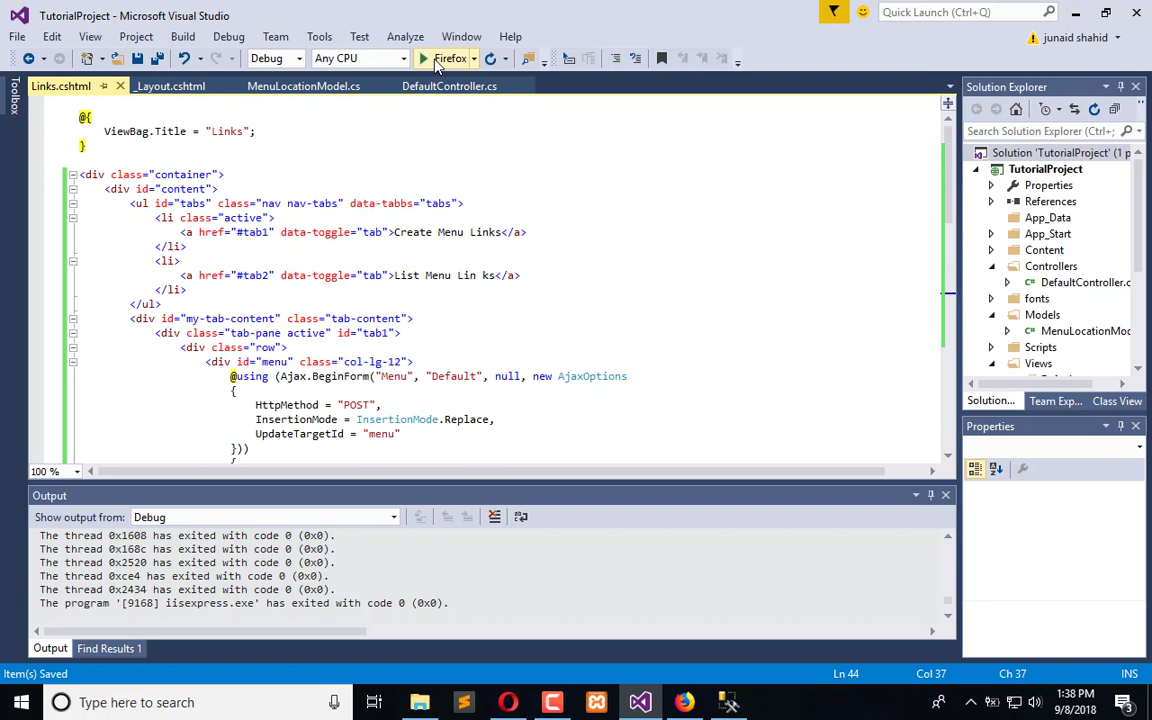 TutorialProject - Microsoft Visual Studio
Quick Launch (Ctrl+Q)
File Edit View Project Build Debug Team Tools Test Analyze Window Help
junaid shahid
Debug Any CPU Firefox
Toolbox
Links.cshtml _Layout.cshtml MenuLocationModel.cs DefaultController.cs
@{
ViewBag.Title = "Links";
}
<div class="container">
<div id="content">
<ul id="tabs" class="nav nav-tabs" data-tabbs="tabs">
<li class="active">
<a href="#tab1" data-toggle="tab">Create Menu Links</a>
</li>
<li>
<a href="#tab2" data-toggle="tab">List Menu Lin ks</a>
</li>
</ul>
<div id="my-tab-content" class="tab-content">
<div class="tab-pane active" id="tab1">
<div class="row">
<div id="menu" class="col-lg-12">
@using (Ajax.BeginForm("Menu", "Default", null, new AjaxOptions
{
HttpMethod = "POST",
InsertionMode = InsertionMode.Replace,
UpdateTargetId = "menu"
}))
{
100 %
Solution Explorer
Search Solution Explorer (Ctrl+;
Solution 'TutorialProject' (1 p
TutorialProject
Properties
References
App_Data
App_Start
Content
Controllers
DefaultController.c
fonts
Models
MenuLocationMod
Scripts
Views
Solution... Team Exp... Class View
Properties
Output
Show output from: Debug
The thread 0x1608 has exited with code 0 (0x0).
The thread 0x168c has exited with code 0 (0x0).
The thread 0x2520 has exited with code 0 (0x0).
The thread 0xce4 has exited with code 0 (0x0).
The thread 0x2434 has exited with code 0 (0x0).
The program '[9168] iisexpress.exe' has exited with code 0 (0x0).
Output Find Results 1
Item(s) Saved Ln 44 Col 37 Ch 37 INS
Type here to search
1:38 PM
9/8/2018
3